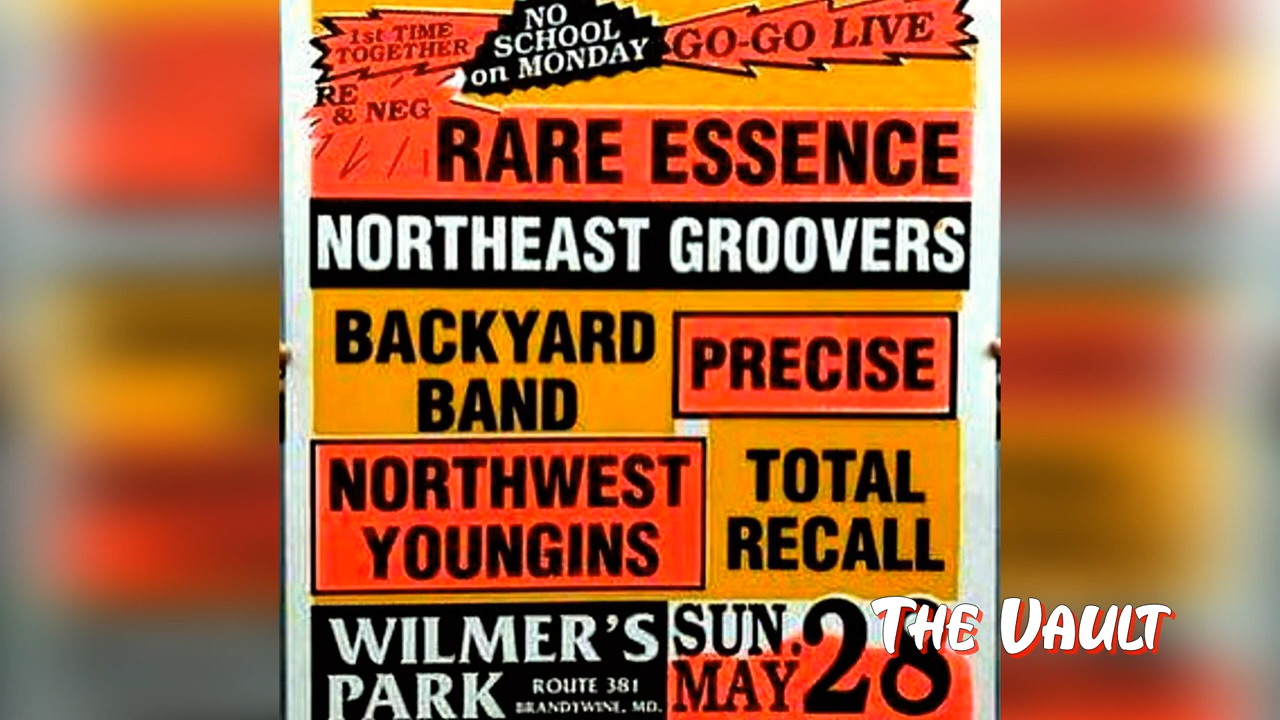 1st TIME
TOGETHER
NO
SCHOOL
on MONDAY
GO-GO LIVE
RE
& NEG
RARE ESSENCE
NORTHEAST GROOVERS
BACKYARD
BAND
PRECISE
NORTHWEST
YOUNGINS
TOTAL
RECALL
WILMER'S
PARK
ROUTE 381
BRANDYWINE, MD.
SUN.
MAY
28
THE VAULT